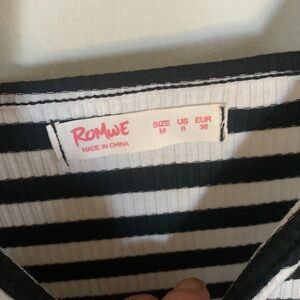 ROMWE
MADE IN CHINA
SIZE US EUR
M 6 38